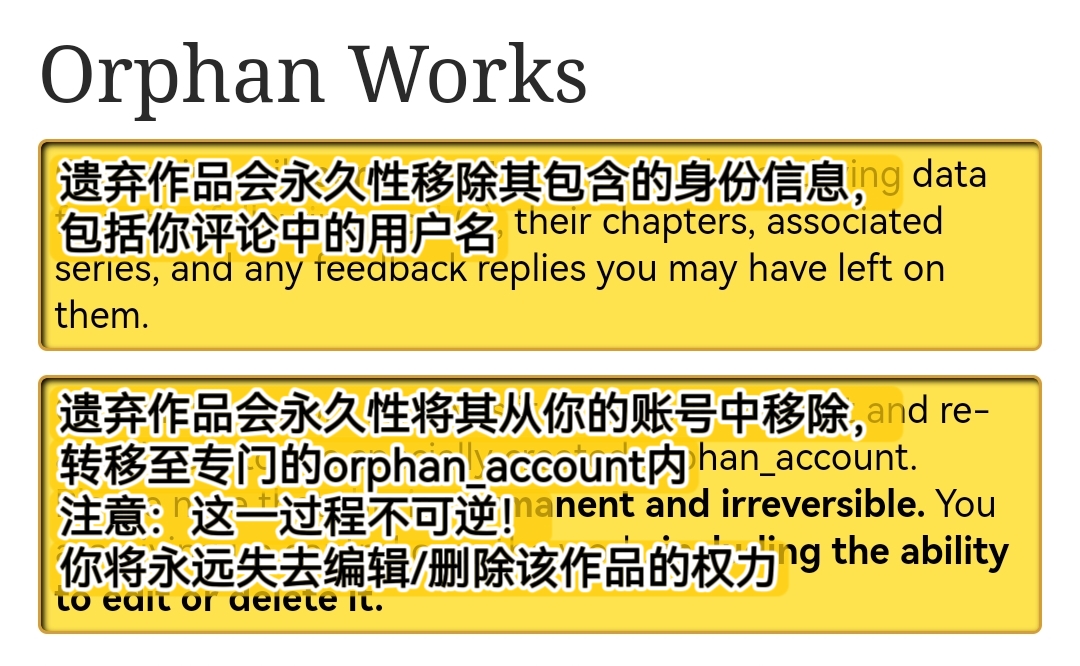 Orphan Works
遗弃作品会永久性移除其包含的身份信息, data
包括你评论中的用户名, their chapters, associated
series, and any feedback replies you may have left on
them.
遗弃作品会永久性将其从你的账号中移除, and re-
转移至专门的orphan_account内 phan_account.
注意：这一过程不可逆！ manent and irreversible. You
你将永远失去编辑/删除该作品的权力 the ability
to edit or delete it.